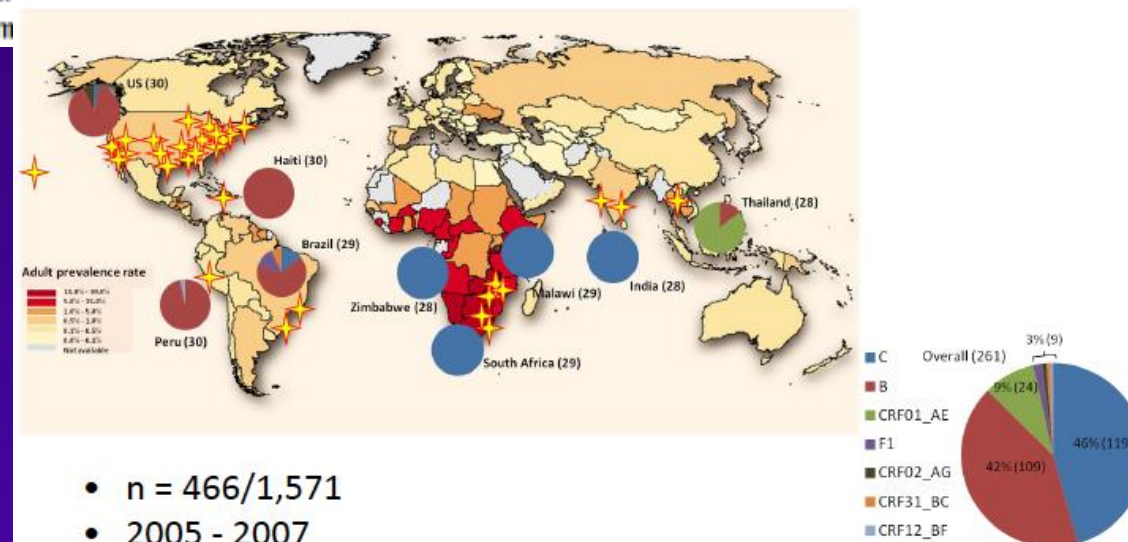 US (30)
Haiti (30)
Brazil (29)
Thailand (28)
Adult prevalence rate
India (28)
Malawi (29)
Zimbabwe (28)
Not available
Peru (30)
South Africa (29)
3% (9)
Overall (261)
C
B
CRF01_AE
F1
CRF02_AG
CRF31_BC
CRF12_BF
9% (24)
46% (119
42% (109)
• n = 466/1,571
• 2005 - 2007